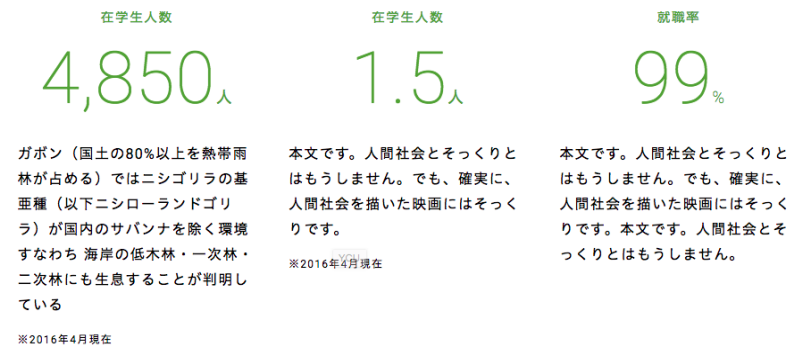 在学生人数
4,850人
ガボン（国土の80%以上を熱帯雨
林が占める）ではニシゴリラの基
亜種（以下ニシローランドゴリ
ラ）が国内のサバンナを除く環境
すなわち 海岸の低木林・一次林・
二次林にも生息することが判明し
ている
※2016年4月現在
在学生人数
1.5人
本文です。人間社会とそっくりと
はもうしません。でも、確実に、
人間社会を描いた映画にはそっく
りです。
※2016年4月現在
YOU
就職率
99%
本文です。人間社会とそっくりと
はもうしません。でも、確実に、
人間社会を描いた映画にはそっく
りです。本文です。人間社会とそ
っくりとはもうしません。